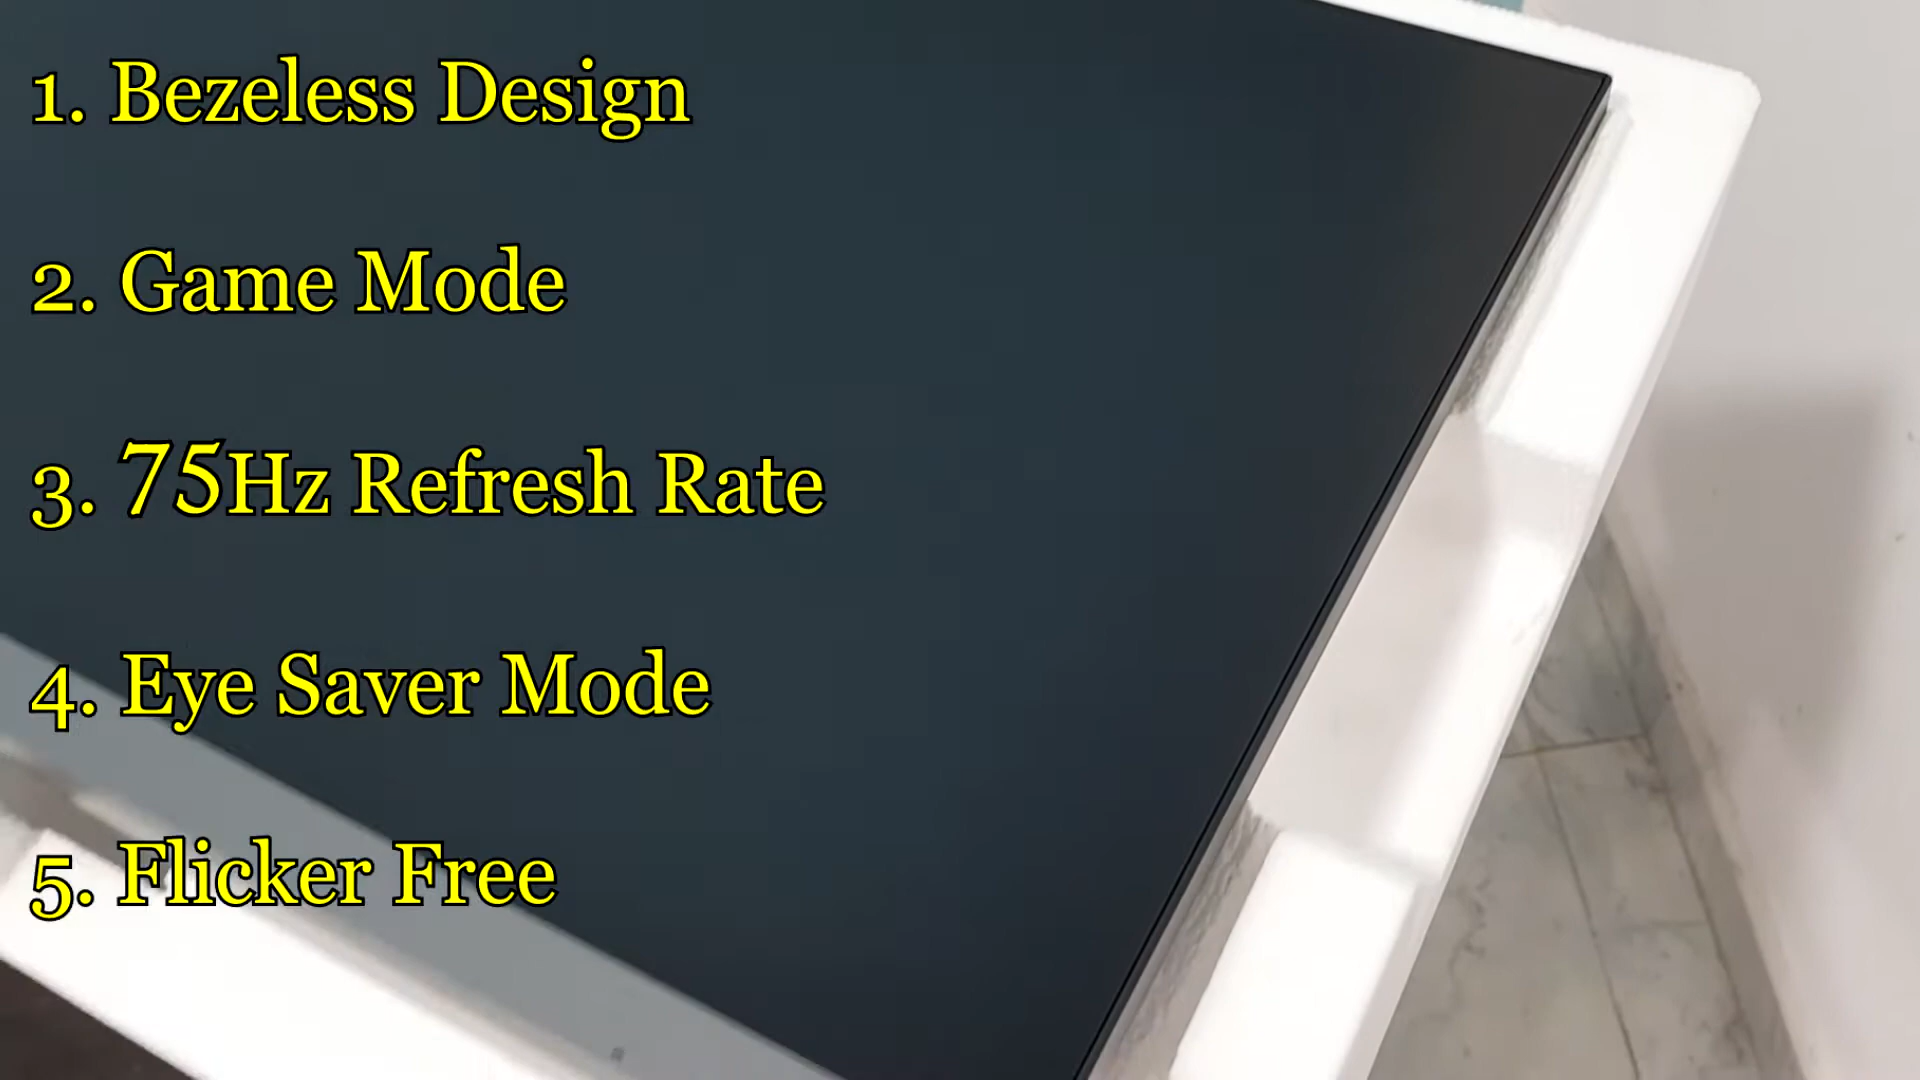 1. Bezeless Design
2. Game Mode
3. 75Hz Refresh Rate
4. Eye Saver Mode
5. Flicker Free